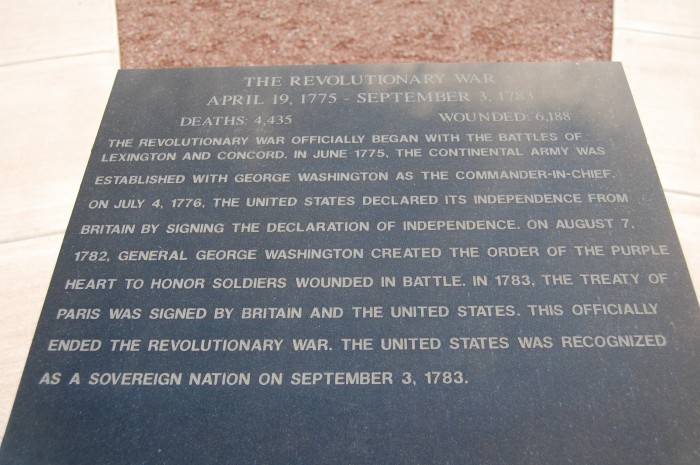 THE REVOLUTIONARY WAR
APRIL 19, 1775 - SEPTEMBER 3, 1783
DEATHS: 4,435 WOUNDED: 6,188
THE REVOLUTIONARY WAR OFFICIALLY BEGAN WITH THE BATTLES OF
LEXINGTON AND CONCORD. IN JUNE 1775, THE CONTINENTAL ARMY WAS
ESTABLISHED WITH GEORGE WASHINGTON AS THE COMMANDER-IN-CHIEF.
ON JULY 4, 1776, THE UNITED STATES DECLARED ITS INDEPENDENCE FROM
BRITAIN BY SIGNING THE DECLARATION OF INDEPENDENCE. ON AUGUST 7,
1782, GENERAL GEORGE WASHINGTON CREATED THE ORDER OF THE PURPLE
HEART TO HONOR SOLDIERS WOUNDED IN BATTLE. IN 1783, THE TREATY OF
PARIS WAS SIGNED BY BRITAIN AND THE UNITED STATES. THIS OFFICIALLY
ENDED THE REVOLUTIONARY WAR. THE UNITED STATES WAS RECOGNIZED
AS A SOVEREIGN NATION ON SEPTEMBER 3, 1783.